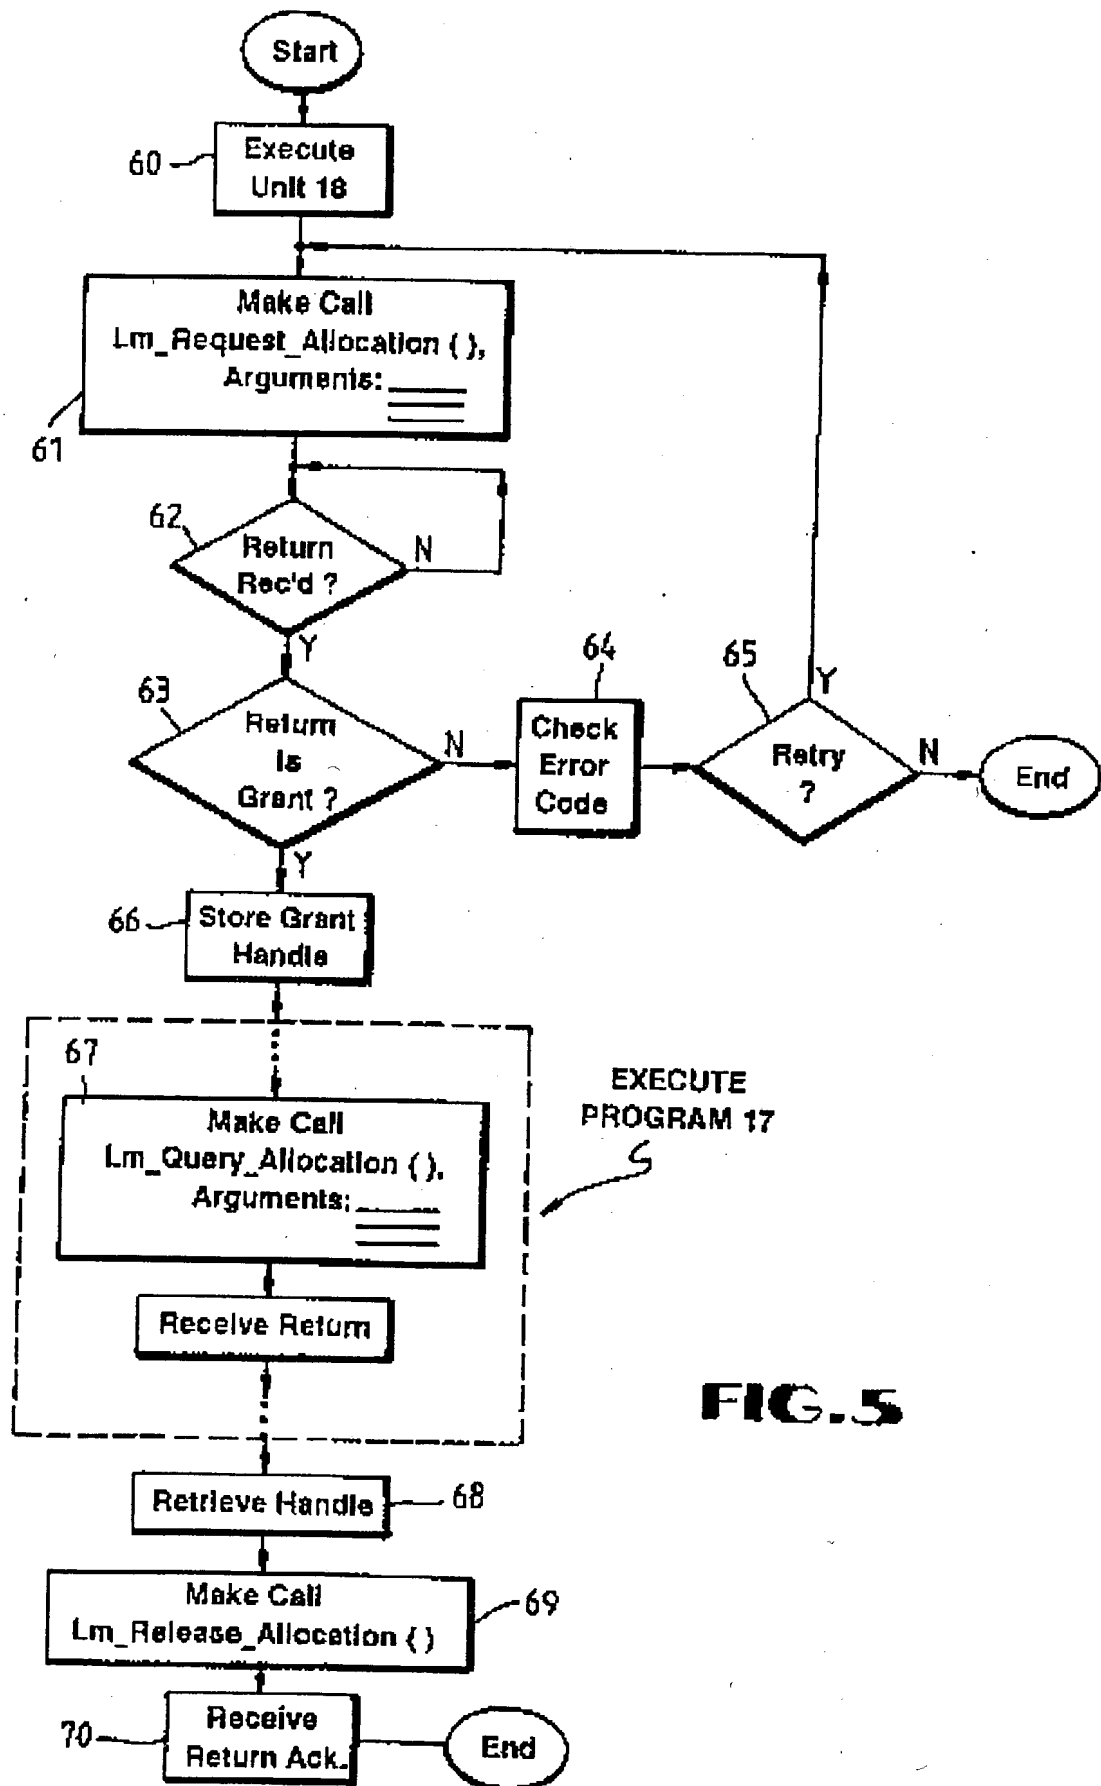 Start
60
Execute
Unit 18
Make Call
Lm_Request_Allocation ( ),
Arguments:
61
62
Return
Rec'd ?
N
Y
63
Return
is
Grant ?
N
Y
64
Check
Error
Code
65
Retry
?
Y
N
End
66
Store Grant
Handle
67
Make Call
Lm_Query_Allocation ( ),
Arguments:
Receive Return
EXECUTE
PROGRAM 17
FIG.5
Retrieve Handle
68
Make Call
Lm_Release_Allocation ( )
69
70
Receive
Return Ack.
End